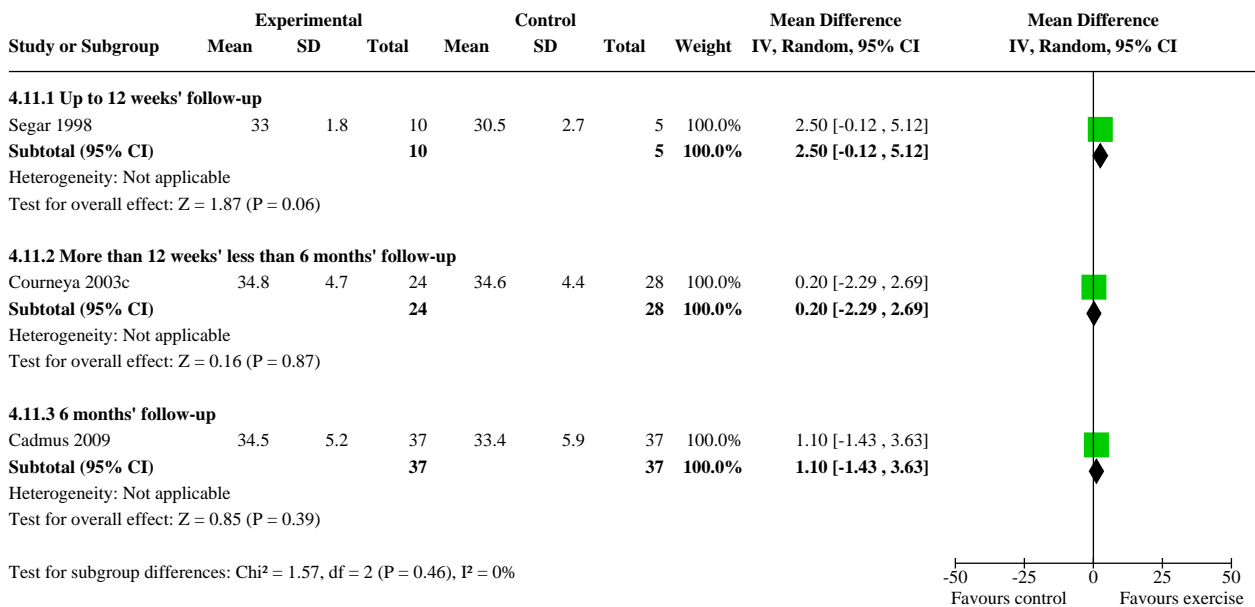 Experimental Control Mean Difference Mean Difference
Study or Subgroup Mean SD Total Mean SD Total Weight IV, Random, 95% CI IV, Random, 95% CI
4.11.1 Up to 12 weeks' follow-up
Segar 1998 33 1.8 10 30.5 2.7 5 100.0% 2.50 [-0.12 , 5.12]
Subtotal (95% CI) 10 5 100.0% 2.50 [-0.12 , 5.12]
Heterogeneity: Not applicable
Test for overall effect: Z = 1.87 (P = 0.06)
4.11.2 More than 12 weeks' less than 6 months' follow-up
Courneya 2003c 34.8 4.7 24 34.6 4.4 28 100.0% 0.20 [-2.29 , 2.69]
Subtotal (95% CI) 24 28 100.0% 0.20 [-2.29 , 2.69]
Heterogeneity: Not applicable
Test for overall effect: Z = 0.16 (P = 0.87)
4.11.3 6 months' follow-up
Cadmus 2009 34.5 5.2 37 33.4 5.9 37 100.0% 1.10 [-1.43 , 3.63]
Subtotal (95% CI) 37 37 100.0% 1.10 [-1.43 , 3.63]
Heterogeneity: Not applicable
Test for overall effect: Z = 0.85 (P = 0.39)
Test for subgroup differences: Chi² = 1.57, df = 2 (P = 0.46), I² = 0%
-50 -25 0 25 50
Favours control Favours exercise